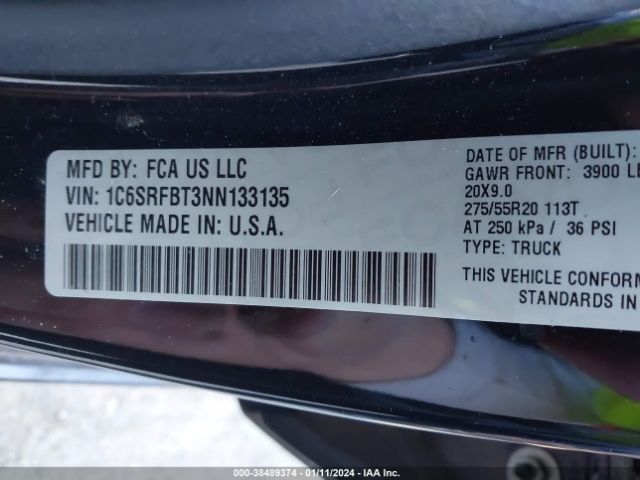 MFD BY: FCA US LLC
VIN: 1C6SRFBT3NN133135
VEHICLE MADE IN: U.S.A.
DATE OF MFR (BUILT):
GAWR FRONT: 3900 LB
20X9.0
275/55R20 113T
AT 250 kPa / 36 PSI
TYPE: TRUCK
THIS VEHICLE CONFORM
STANDARDS IN
000-38489374 | 01/11/2024 - IAA Inc.